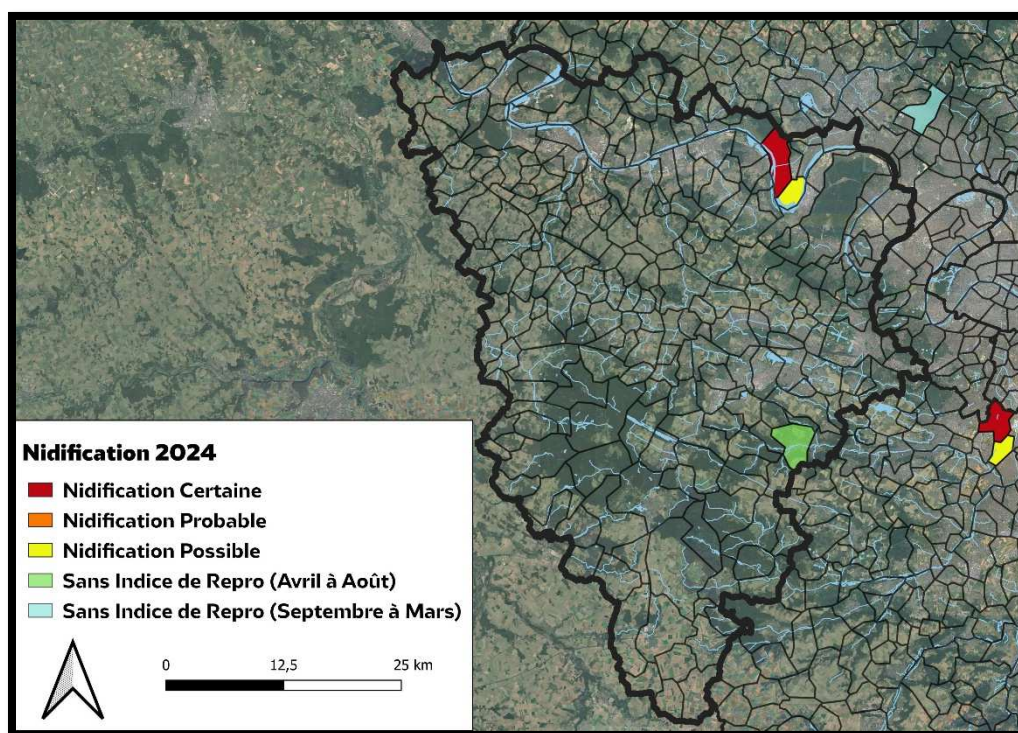 Nidification 2024
Nidification Certaine
Nidification Probable
Nidification Possible
Sans Indice de Repro (Avril à Août)
Sans Indice de Repro (Septembre à Mars)
0 12,5 25 km